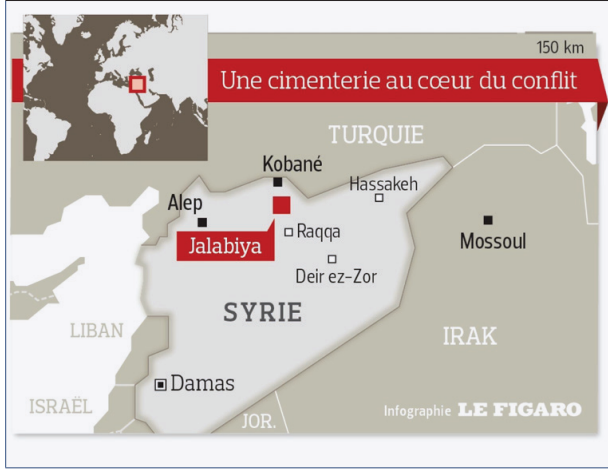 150 km
Une cimenterie au cœur du conflit
TURQUIE
Kobané
Hassakeh
Alep
Raqqa
Mossoul
Jalabiya
Deir ez-Zor
SYRIE
LIBAN
IRAK
Damas
ISRAËL
JOR.
Infographie LE FIGARO